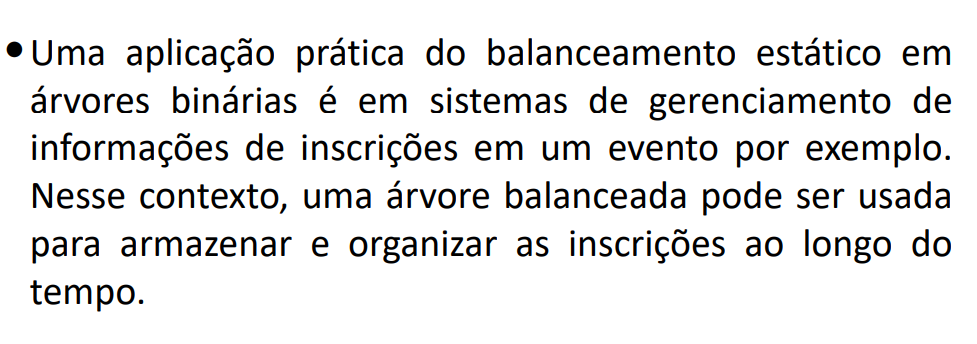 • Uma aplicação prática do balanceamento estático em
árvores binárias é em sistemas de gerenciamento de
informações de inscrições em um evento por exemplo.
Nesse contexto, uma árvore balanceada pode ser usada
para armazenar e organizar as inscrições ao longo do
tempo.